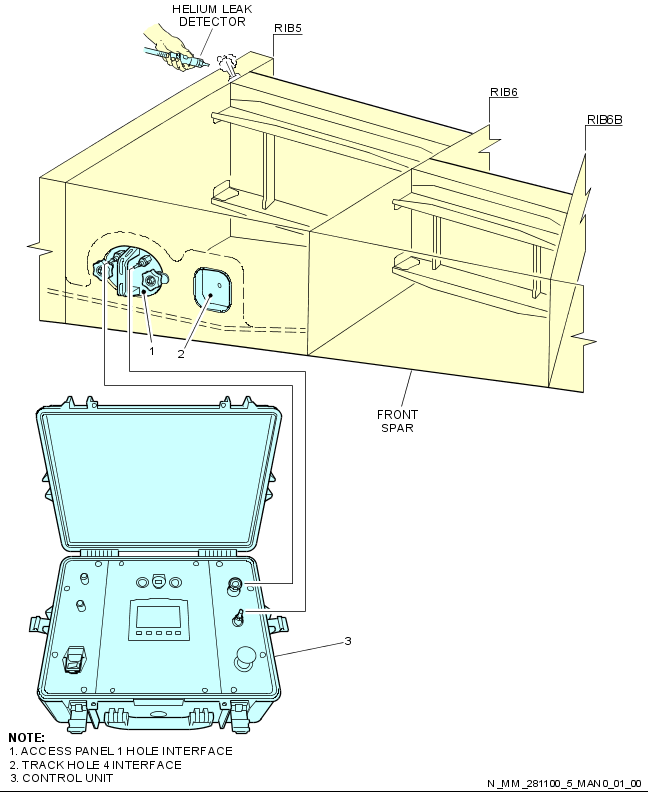 HELIUM LEAK
DETECTOR
RIB5
RIB6
RIB6B
1
2
FRONT
SPAR
3
NOTE:
1. ACCESS PANEL 1 HOLE INTERFACE
2. TRACK HOLE 4 INTERFACE
3. CONTROL UNIT
N_MM_281100_5_MAN0_01_00